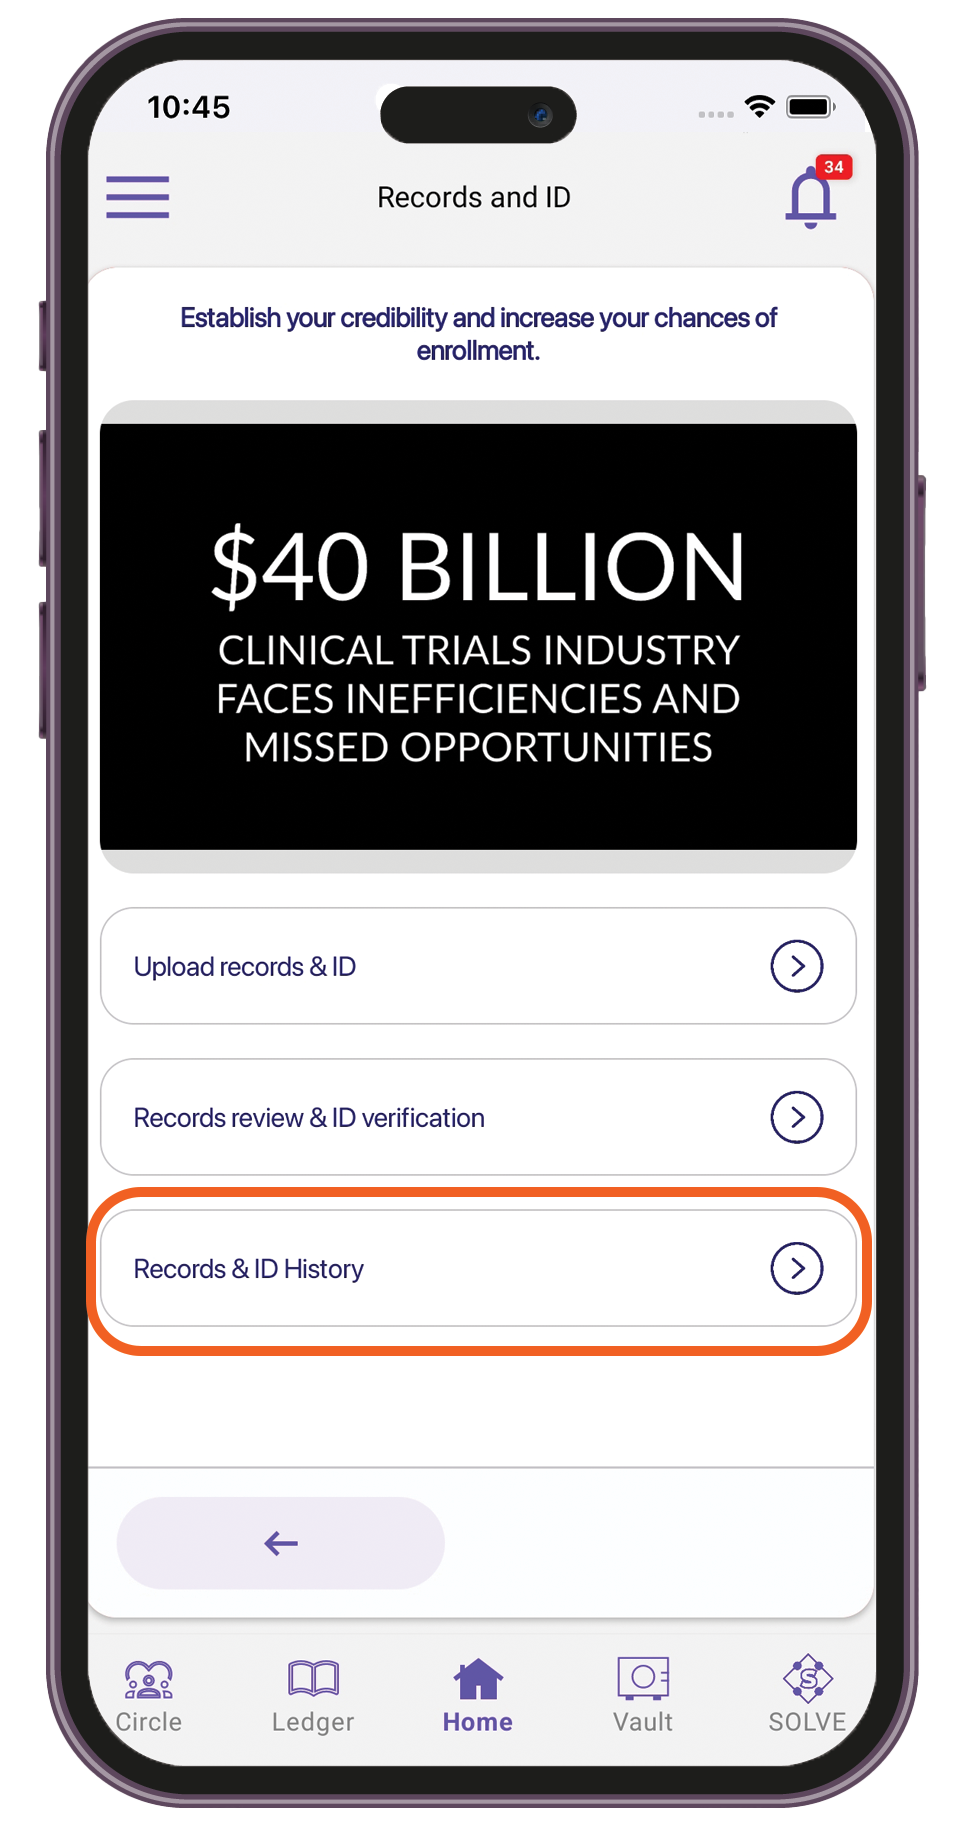 10:45
34
Records and ID
Establish your credibility and increase your chances of
enrollment.
$40 BILLION
CLINICAL TRIALS INDUSTRY
FACES INEFFICIENCIES AND
MISSED OPPORTUNITIES
Upload records & ID
Records review & ID verification
Records & ID History
Circle
Ledger
Home
Vault
S
SOLVE